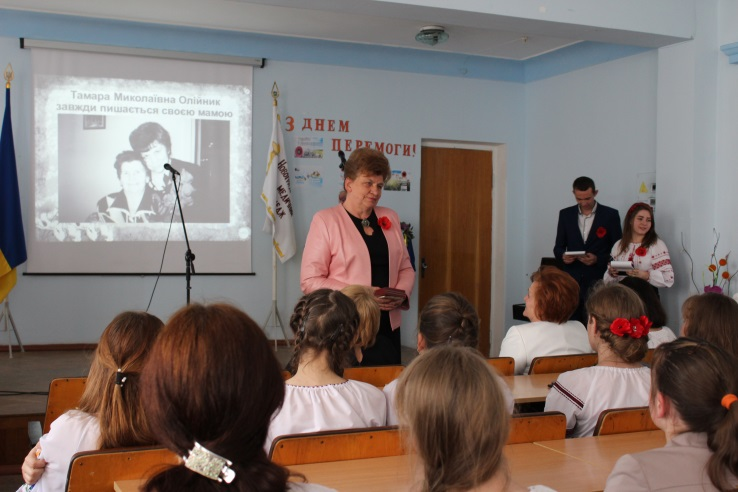 Тамара Миколаївна Олійник
завжди пишається своєю мамою
З ДНЕМ
ПЕРЕМОГИ!